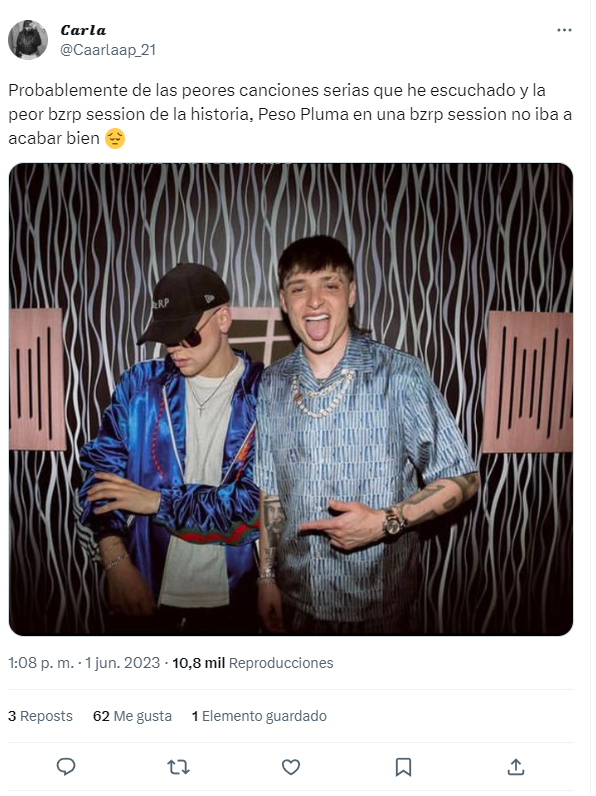 Carla
@Caarlaap_21
Probablemente de las peores canciones serias que he escuchado y la
peor bzrp session de la historia, Peso Pluma en una bzrp session no iba a
acabar bien 😔
1:08 p. m. · 1 jun. 2023 · 10,8 mil Reproducciones
3 Reposts 62 Me gusta 1 Elemento guardado